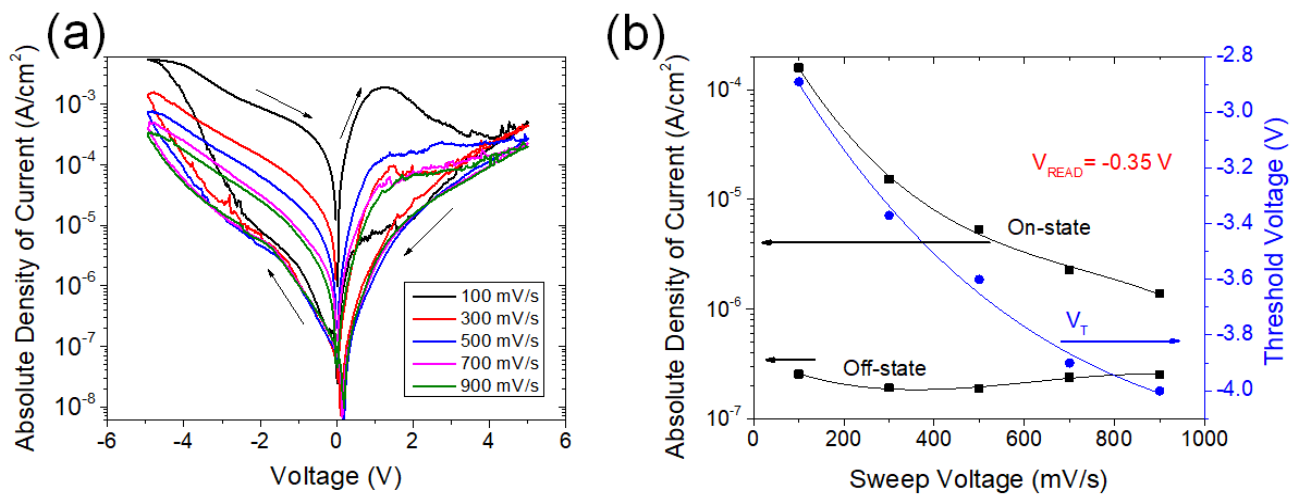 (a)
Absolute Density of Current (A/cm²)
10⁻³
10⁻⁴
10⁻⁵
10⁻⁶
10⁻⁷
10⁻⁸
100 mV/s
300 mV/s
500 mV/s
700 mV/s
900 mV/s
-6 -4 -2 0 2 4 6
Voltage (V)
(b)
Absolute Density of Current (A/cm²)
10⁻⁴
10⁻⁵
10⁻⁶
10⁻⁷
V_READ = -0.35 V
On-state
V_T
Off-state
-2.8
-2.9
-3.0
-3.2
-3.4
-3.6
-3.8
-4.0
Threshold Voltage (V)
0 200 400 600 800 1000
Sweep Voltage (mV/s)